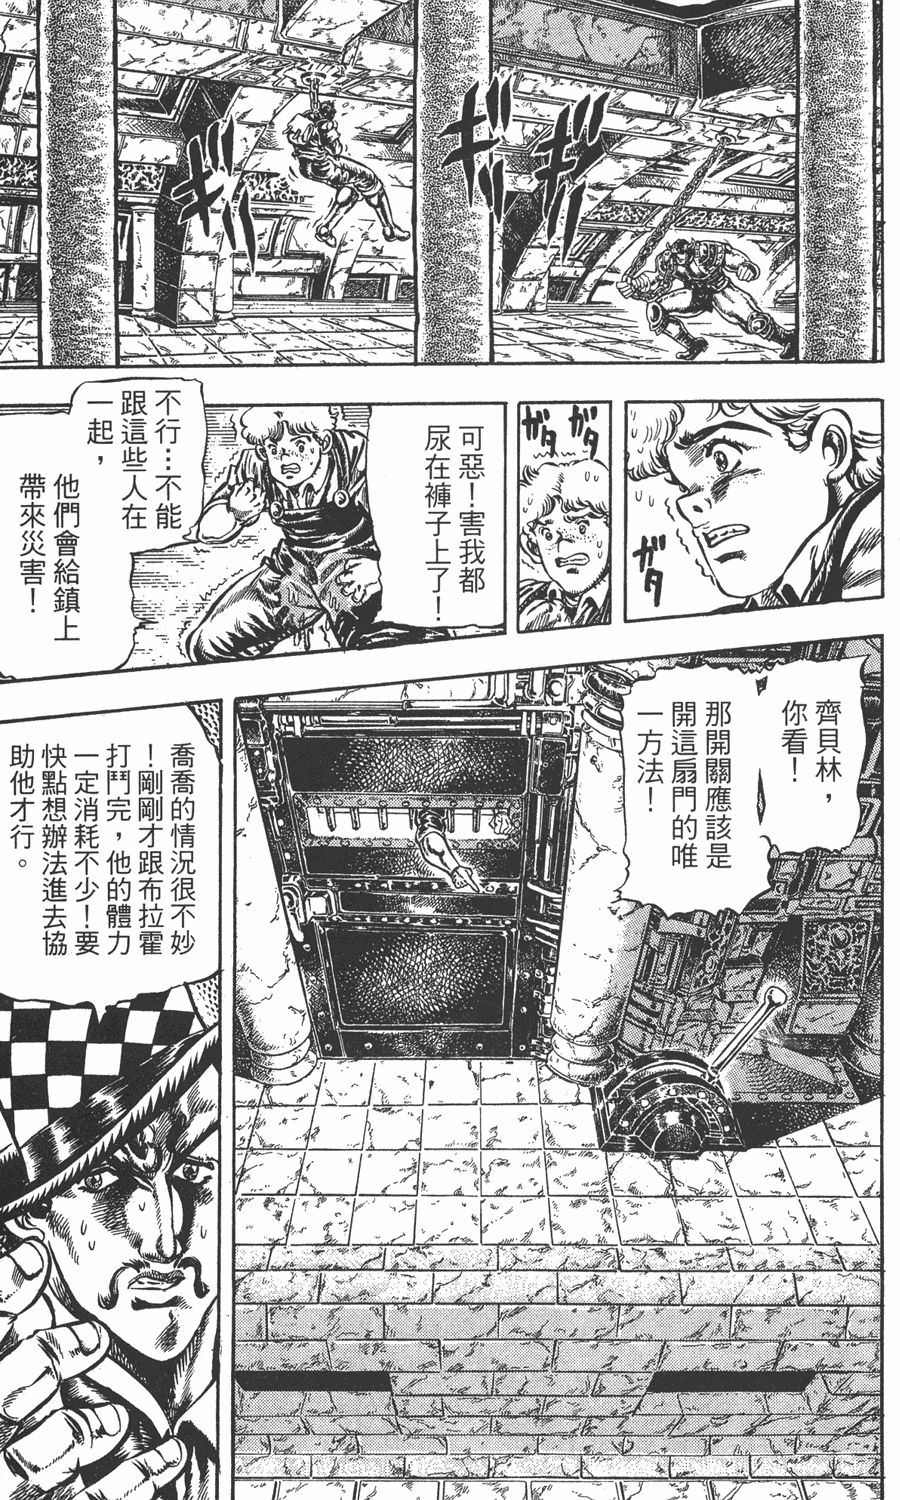 ギギ
ギギ
ギギ
ガタ
ガタ
ガタ
可惡！害我都
尿在褲子上了！
不行…不能
跟這些人在
一起，
他們會給鎮上
帶來災害！
齊貝林，
你看！
那開關應該是
開這扇門的唯
一方法！
喬喬的情況很不妙
！剛剛才跟布拉霍
打鬥完，他的體力
一定消耗不少！要
快點想辦法進去協
助他才行。